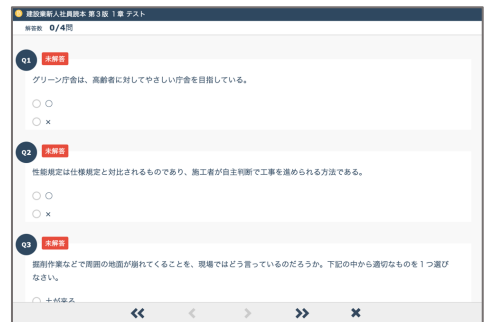 建設業新人社員読本 第3版 1章 テスト
解答数 0/4問
Q1 未解答
グリーン庁舎は、高齢者に対してやさしい庁舎を目指している。
○
×
Q2 未解答
性能規定は仕様規定と対比されるものであり、施工者が自主判断で工事を進められる方法である。
○
×
Q3 未解答
掘削作業などで周囲の地面が崩れてくることを、現場ではどう言っているのだろうか。下記の中から適切なものを1つ選び
なさい。
土が来る